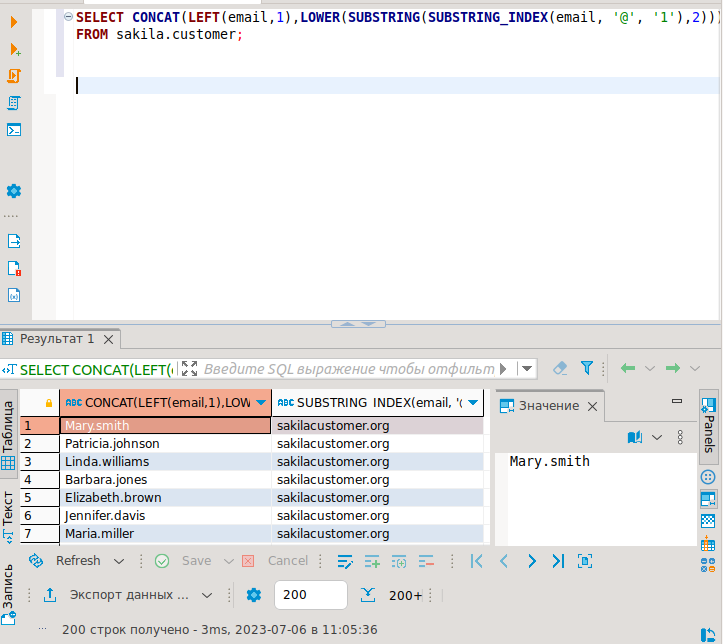 SELECT CONCAT(LEFT(email,1),LOWER(SUBSTRING(SUBSTRING_INDEX(email, '@', '1'),2)))
FROM sakila.customer;
Результат 1
SELECT CONCAT(LEFT( Введите SQL выражение чтобы отфильт
CONCAT(LEFT(email,1),LOW SUBSTRING_INDEX(email, '
Значение
1 Mary.smith sakilacustomer.org
2 Patricia.johnson sakilacustomer.org
3 Linda.williams sakilacustomer.org
4 Barbara.jones sakilacustomer.org
5 Elizabeth.brown sakilacustomer.org
6 Jennifer.davis sakilacustomer.org
7 Maria.miller sakilacustomer.org
Mary.smith
Таблица
Текст
Запись
Panels
Refresh Save Cancel
Экспорт данных ... 200 200+
200 строк получено - 3ms, 2023-07-06 в 11:05:36